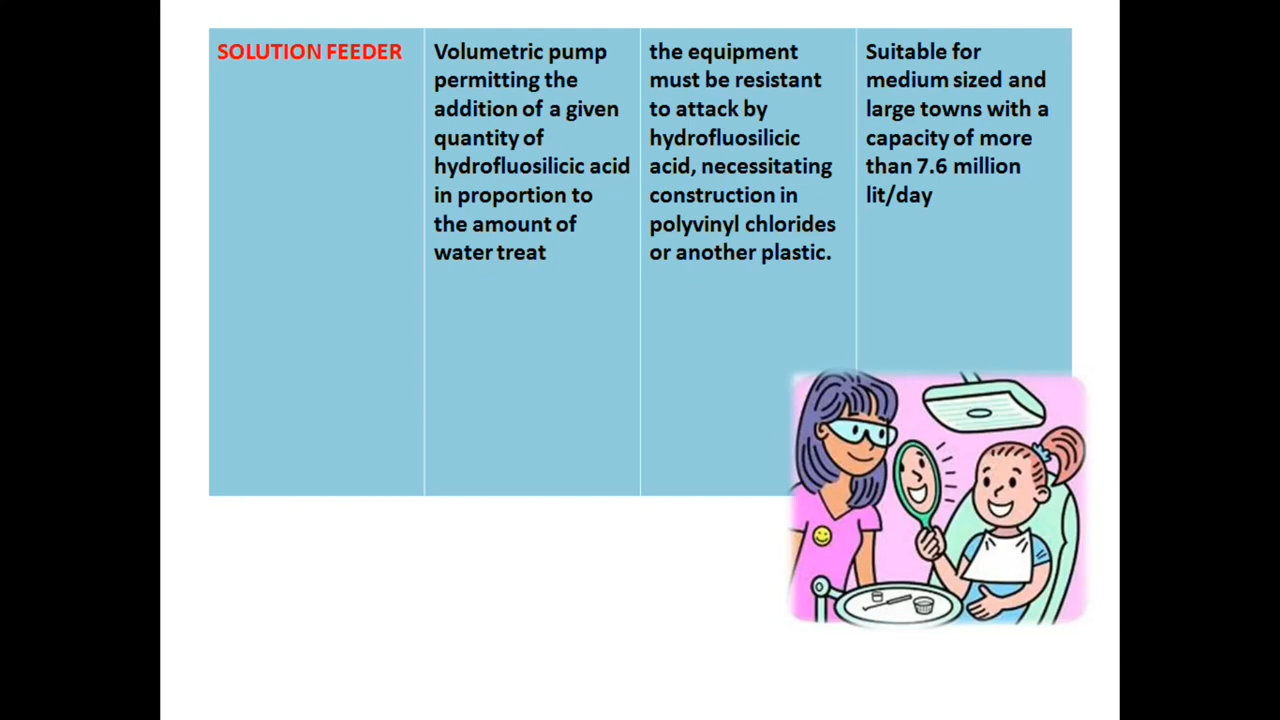 SOLUTION FEEDER
Volumetric pump
permitting the
addition of a given
quantity of
hydrofluosilicic acid
in proportion to
the amount of
water treat
the equipment
must be resistant
to attack by
hydrofluosilicic
acid, necessitating
construction in
polyvinyl chlorides
or another plastic.
Suitable for
medium sized and
large towns with a
capacity of more
than 7.6 million
lit/day